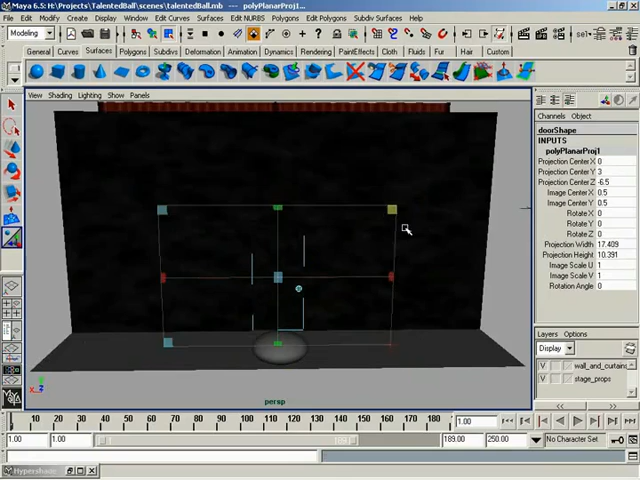 Maya 6.5: H:\Projects\TalentedBall\scenes\talentedBall.mb --- polyPlanarProj1...
File Edit Modify Create Display Window Edit Curves Surfaces Edit NURBS Polygons Edit Polygons Subdiv Surfaces Help
Modeling
sel
General Curves Surfaces Polygons Subdivs Deformation Animation Dynamics Rendering PaintEffects Cloth Fluids Fur Hair Custom
View Shading Lighting Show Panels
Channels Object
doorShape
INPUTS
polyPlanarProj1
Projection Center X 0
Projection Center Y 3
Projection Center Z -6.5
Image Center X 0.5
Image Center Y 0.5
Rotate X 0
Rotate Y 0
Rotate Z 0
Projection Width 17.409
Projection Height 10.391
Image Scale U 1
Image Scale V 1
Rotation Angle 0
Layers Options
Display
V wall_and_curtains
V stage_props
persp
10 20 30 40 50 60 70 80 90 100 110 120 130 140 150 160 170 180
1.00
1.00 1.00 189 189.00 250.00 No Character Set
Hypershade